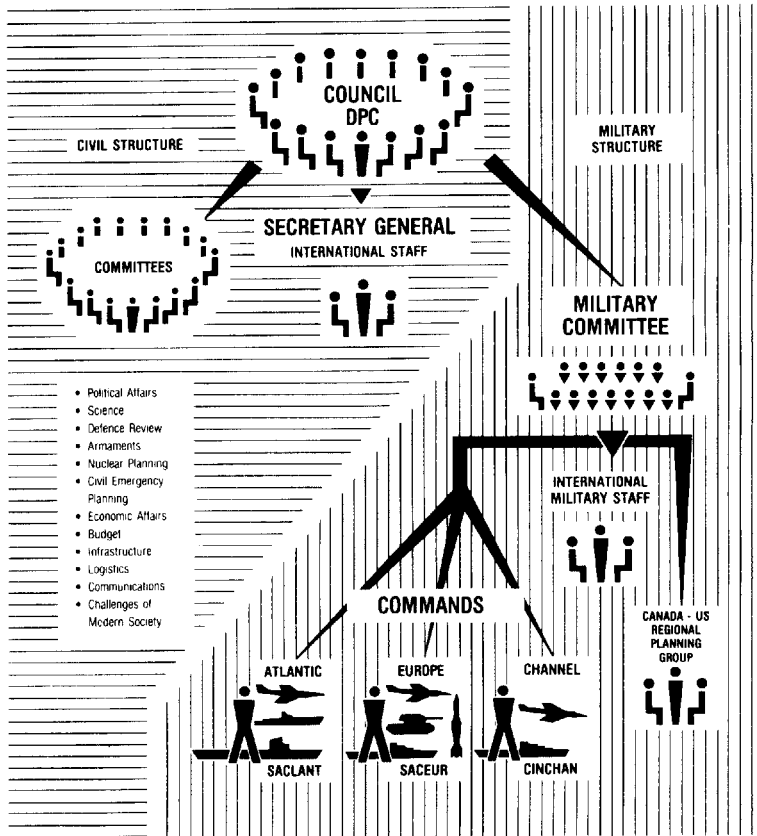 COUNCIL
DPC
CIVIL STRUCTURE
MILITARY
STRUCTURE
SECRETARY GENERAL
INTERNATIONAL STAFF
COMMITTEES
MILITARY
COMMITTEE
• Political Affairs
• Science
• Defence Review
• Armaments
• Nuclear Planning
• Civil Emergency
Planning
• Economic Affairs
• Budget
• Infrastructure
• Logistics
• Communications
• Challenges of
Modern Society
INTERNATIONAL
MILITARY STAFF
COMMANDS
CANADA - US
REGIONAL
PLANNING
GROUP
ATLANTIC
EUROPE
CHANNEL
SACLANT
SACEUR
CINCHAN